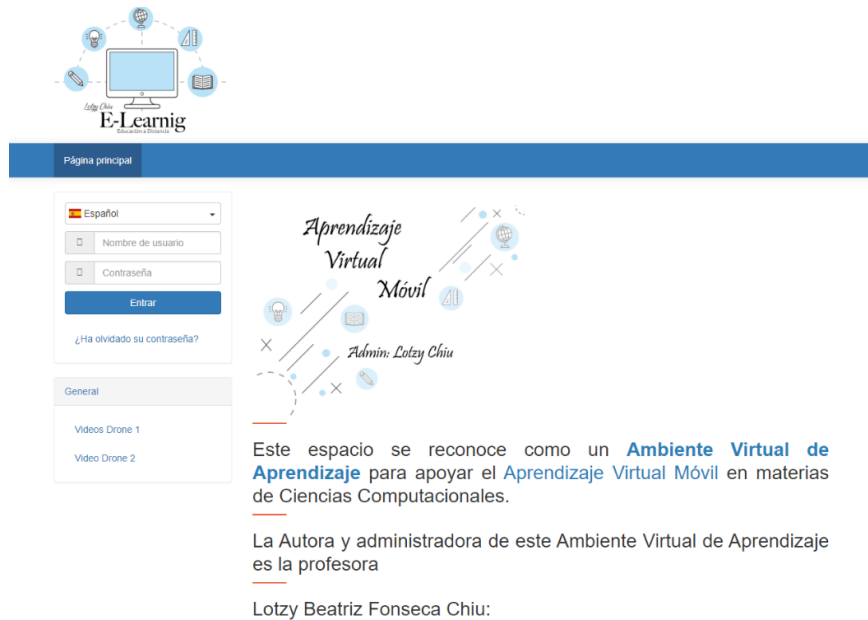 Lotzy Chiu
E-Learnig
Educación a Distancia
Página principal
Español
Nombre de usuario
Contraseña
Entrar
¿Ha olvidado su contraseña?
General
Videos Drone 1
Video Drone 2
Aprendizaje
Virtual
Móvil
Admin: Lotzy Chiu
Este espacio se reconoce como un Ambiente Virtual de
Aprendizaje para apoyar el Aprendizaje Virtual Móvil en materias
de Ciencias Computacionales.
La Autora y administradora de este Ambiente Virtual de Aprendizaje
es la profesora
Lotzy Beatriz Fonseca Chiu: